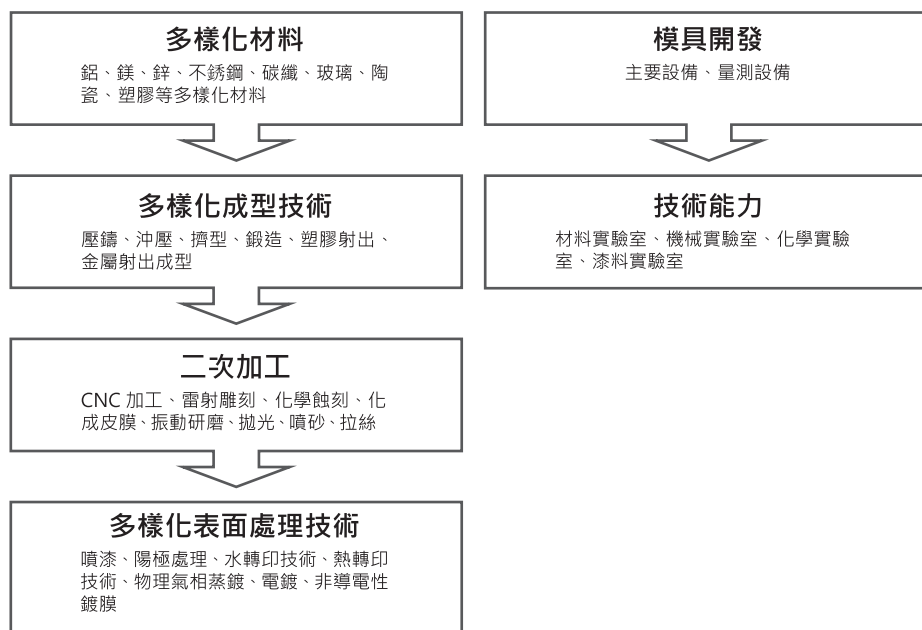 多樣化材料
鋁、鎂、鋅、不銹鋼、碳纖、玻璃、陶
瓷、塑膠等多樣化材料
多樣化成型技術
壓鑄、沖壓、擠型、鍛造、塑膠射出、
金屬射出成型
二次加工
CNC 加工、雷射雕刻、化學蝕刻、化
成皮膜、振動研磨、拋光、噴砂、拉絲
多樣化表面處理技術
噴漆、陽極處理、水轉印技術、熱轉印
技術、物理氣相蒸鍍、電鍍、非導電性
鍍膜
模具開發
主要設備、量測設備
技術能力
材料實驗室、機械實驗室、化學實驗
室、漆料實驗室